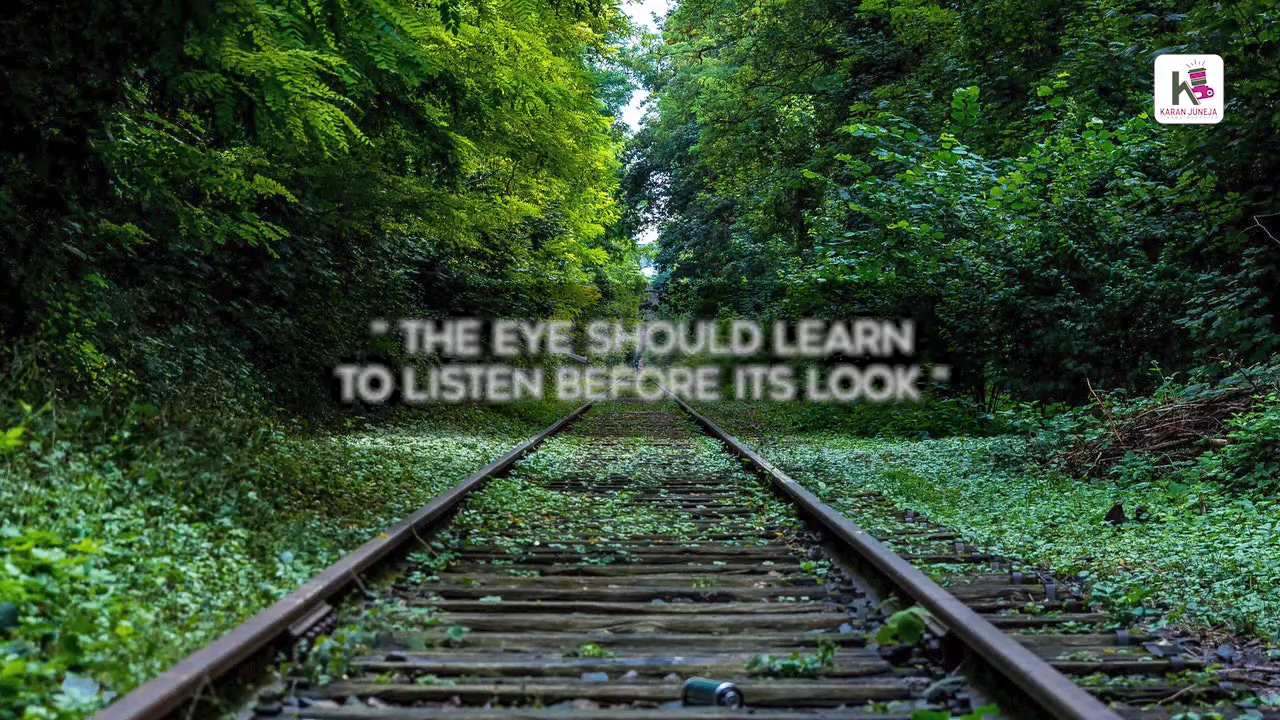 KARAN JUNEJA
" THE EYE SHOULD LEARN
TO LISTEN BEFORE ITS LOOK "